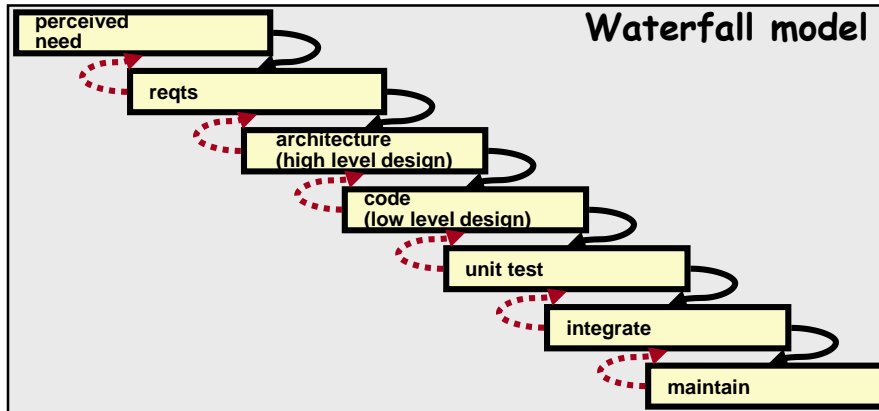 Waterfall model
perceived
need
reqts
architecture
(high level design)
code
(low level design)
unit test
integrate
maintain